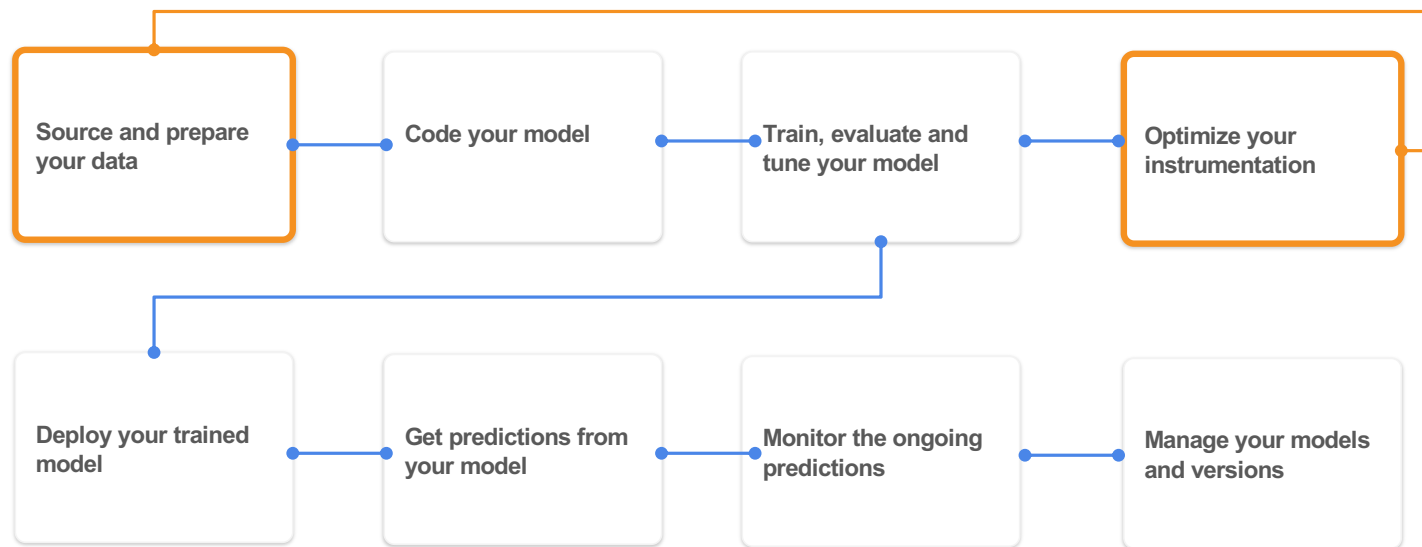 Source and prepare
your data
Code your model
Train, evaluate and
tune your model
Optimize your
instrumentation
Deploy your trained
model
Get predictions from
your model
Monitor the ongoing
predictions
Manage your models
and versions